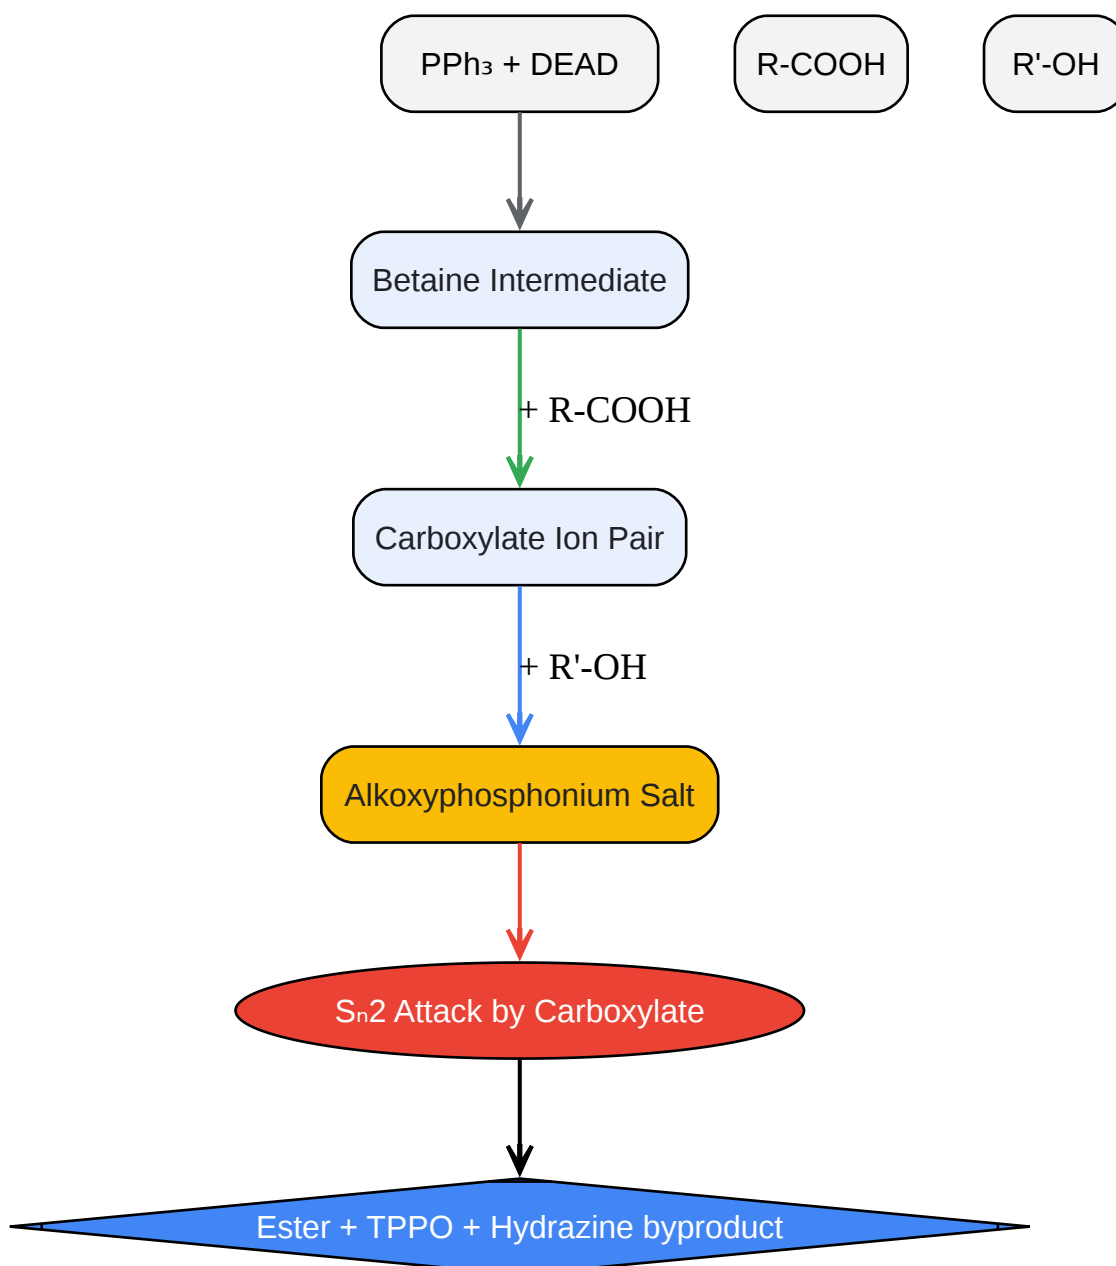 PPh₃ + DEAD
R-COOH
R'-OH
Betaine Intermediate
+ R-COOH
Carboxylate Ion Pair
+ R'-OH
Alkoxyphosphonium Salt
Sₙ2 Attack by Carboxylate
Ester + TPPO + Hydrazine byproduct